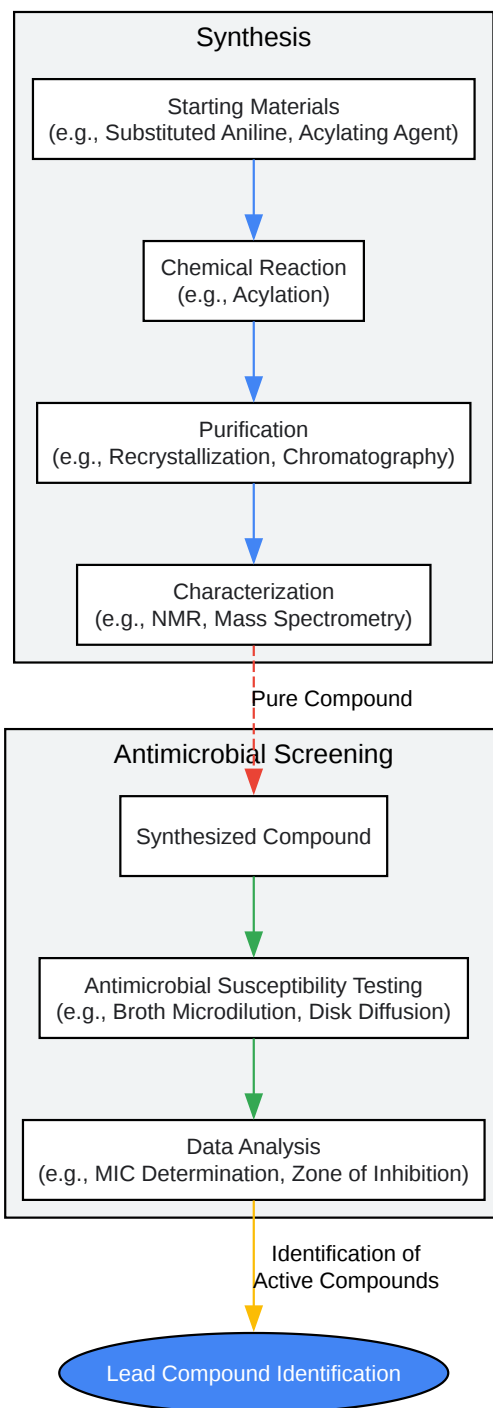 Synthesis
Starting Materials
(e.g., Substituted Aniline, Acylating Agent)
Chemical Reaction
(e.g., Acylation)
Purification
(e.g., Recrystallization, Chromatography)
Characterization
(e.g., NMR, Mass Spectrometry)
Pure Compound
Antimicrobial Screening
Synthesized Compound
Antimicrobial Susceptibility Testing
(e.g., Broth Microdilution, Disk Diffusion)
Data Analysis
(e.g., MIC Determination, Zone of Inhibition)
Identification of
Active Compounds
Lead Compound Identification